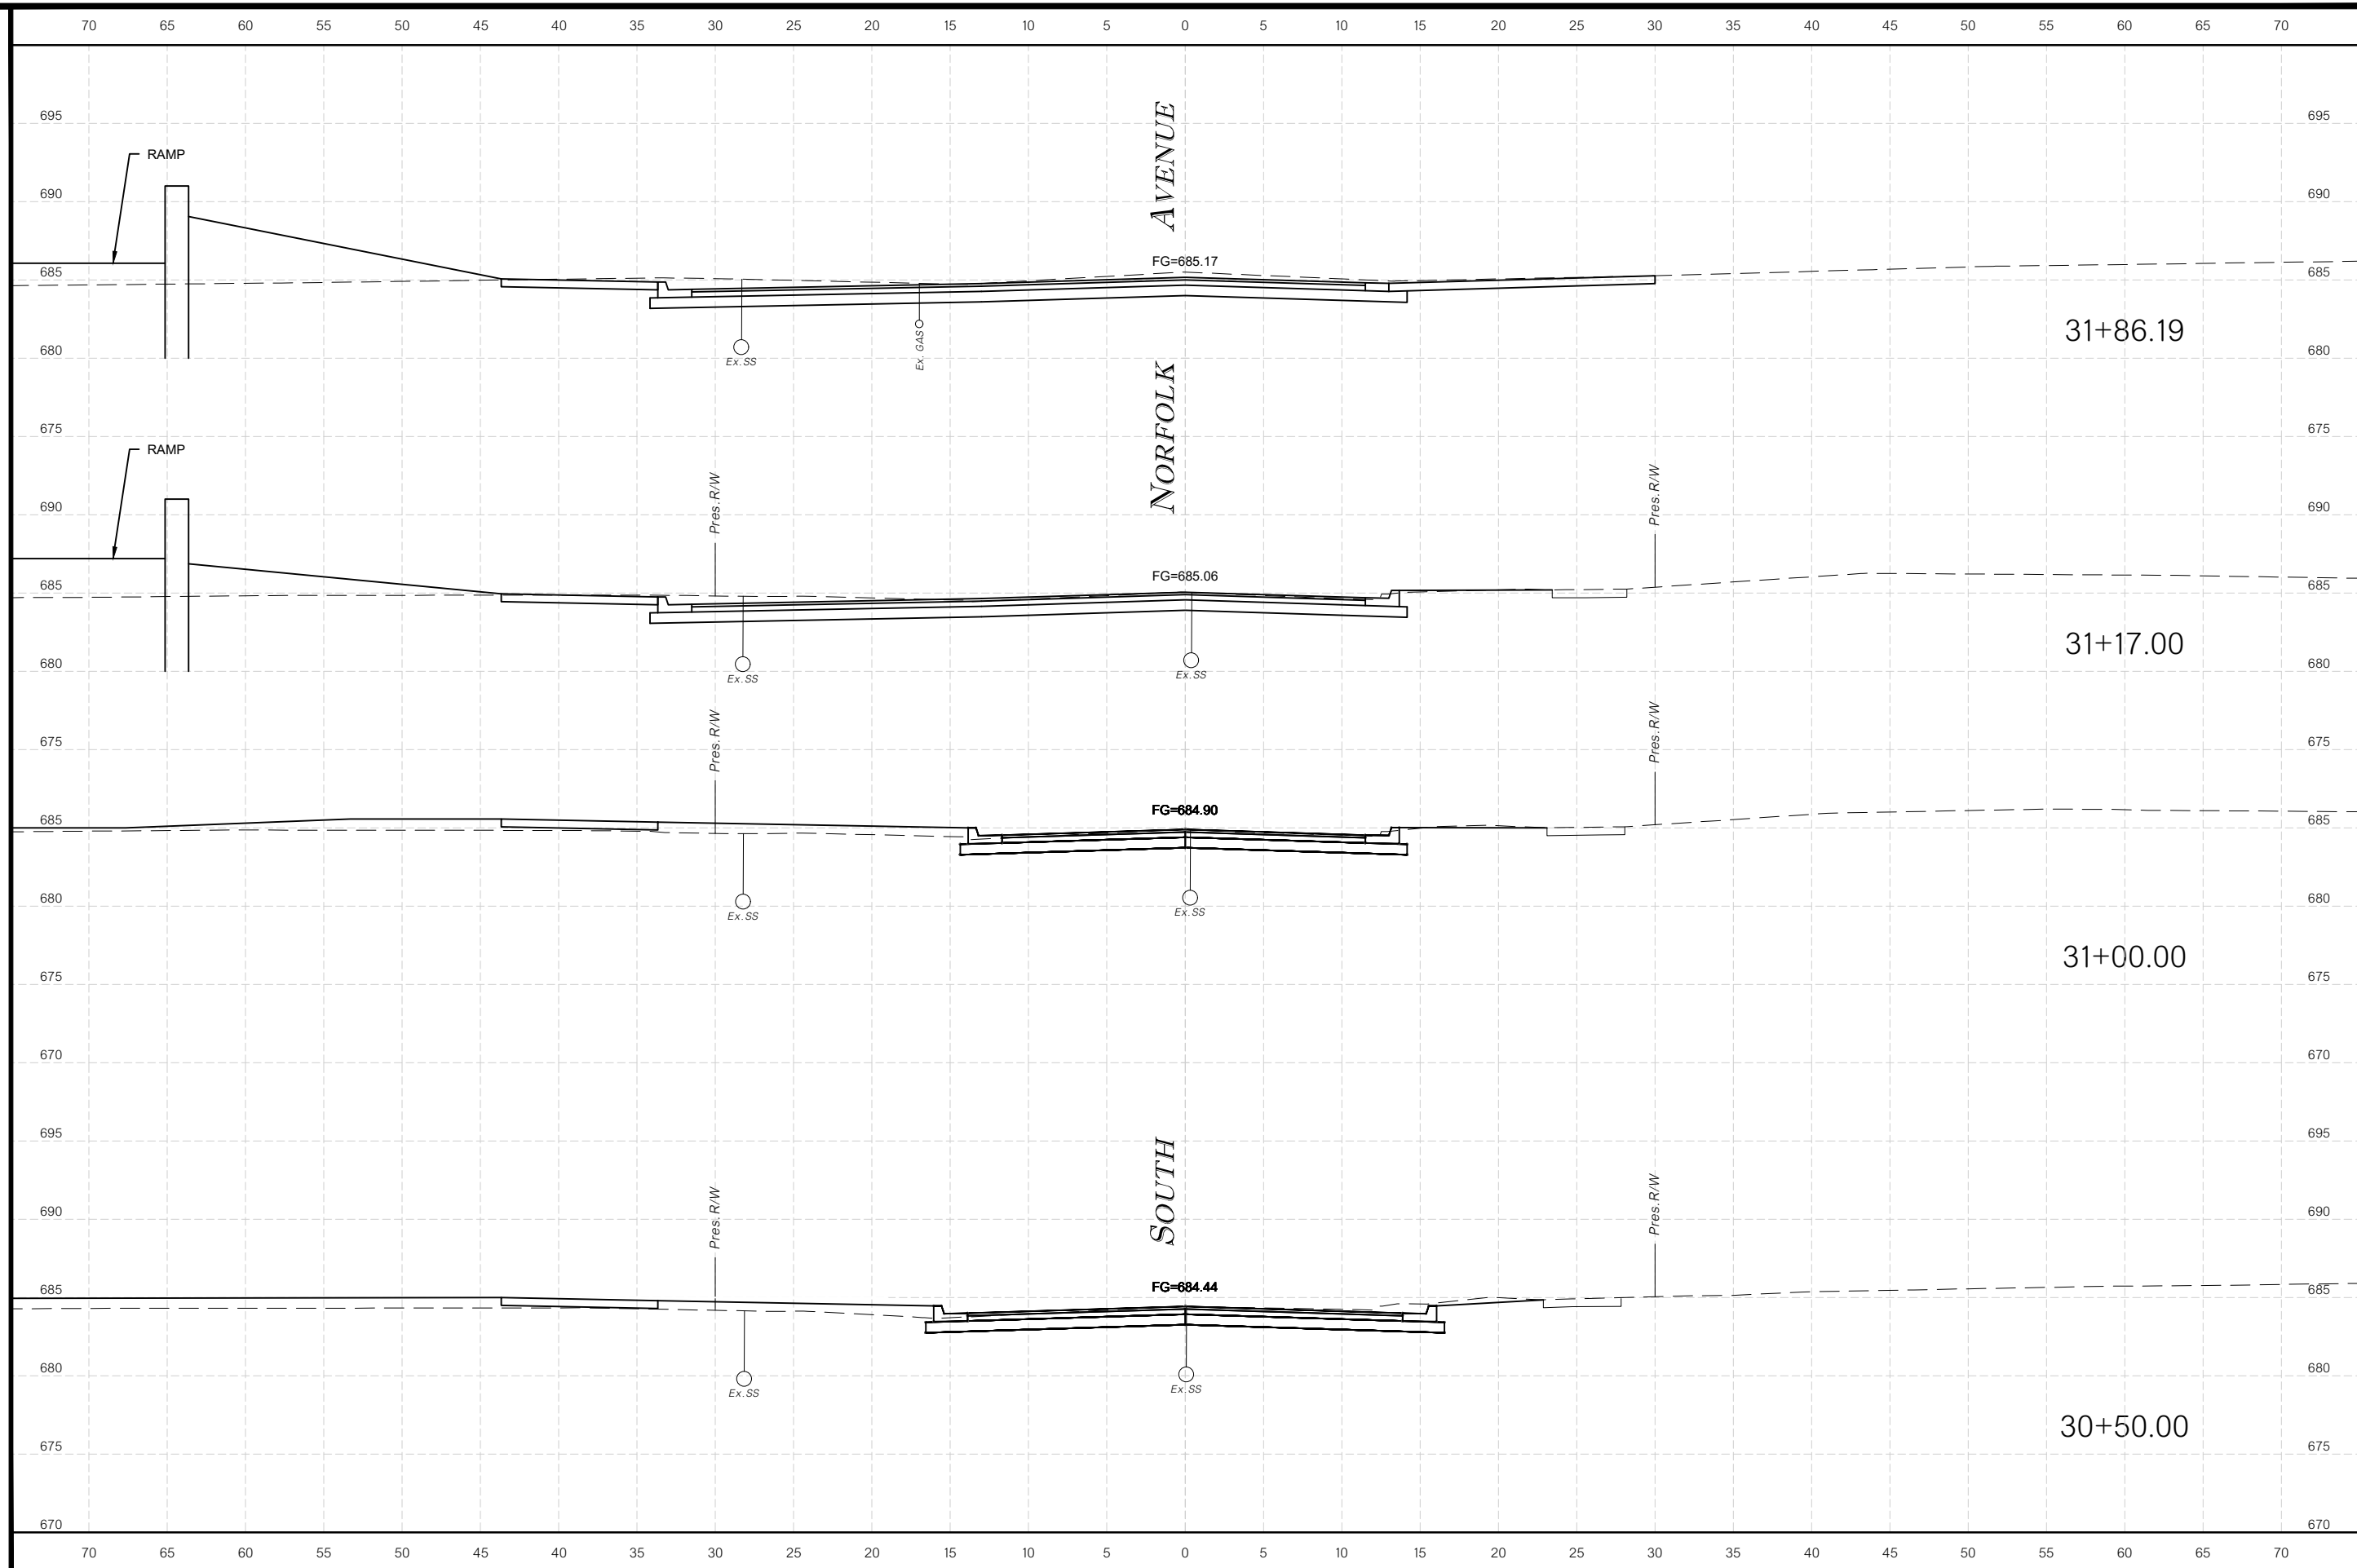 70 65 60 55 50 45 40 35 30 25 20 15 10 5 0 5 10 15 20 25 30 35 40 45 50 55 60 65 70
695 695
RAMP
690 690
AVENUE
FG=685.17
685 685
31+86.19
Ex. GAS
680 680
Ex.SS
NORFOLK
675 675
RAMP
Pres.R/W Pres.R/W
690 690
FG=685.06
685 685
31+17.00
680 680
Ex.SS Ex.SS
Pres.R/W Pres.R/W
675 675
FG=684.90
685 685
680 680
Ex.SS Ex.SS
31+00.00
675 675
670 670
695 695
SOUTH
Pres.R/W Pres.R/W
690 690
FG=684.44
685 685
680 680
Ex.SS Ex.SS
30+50.00
675 675
670 670
70 65 60 55 50 45 40 35 30 25 20 15 10 5 0 5 10 15 20 25 30 35 40 45 50 55 60 65 70